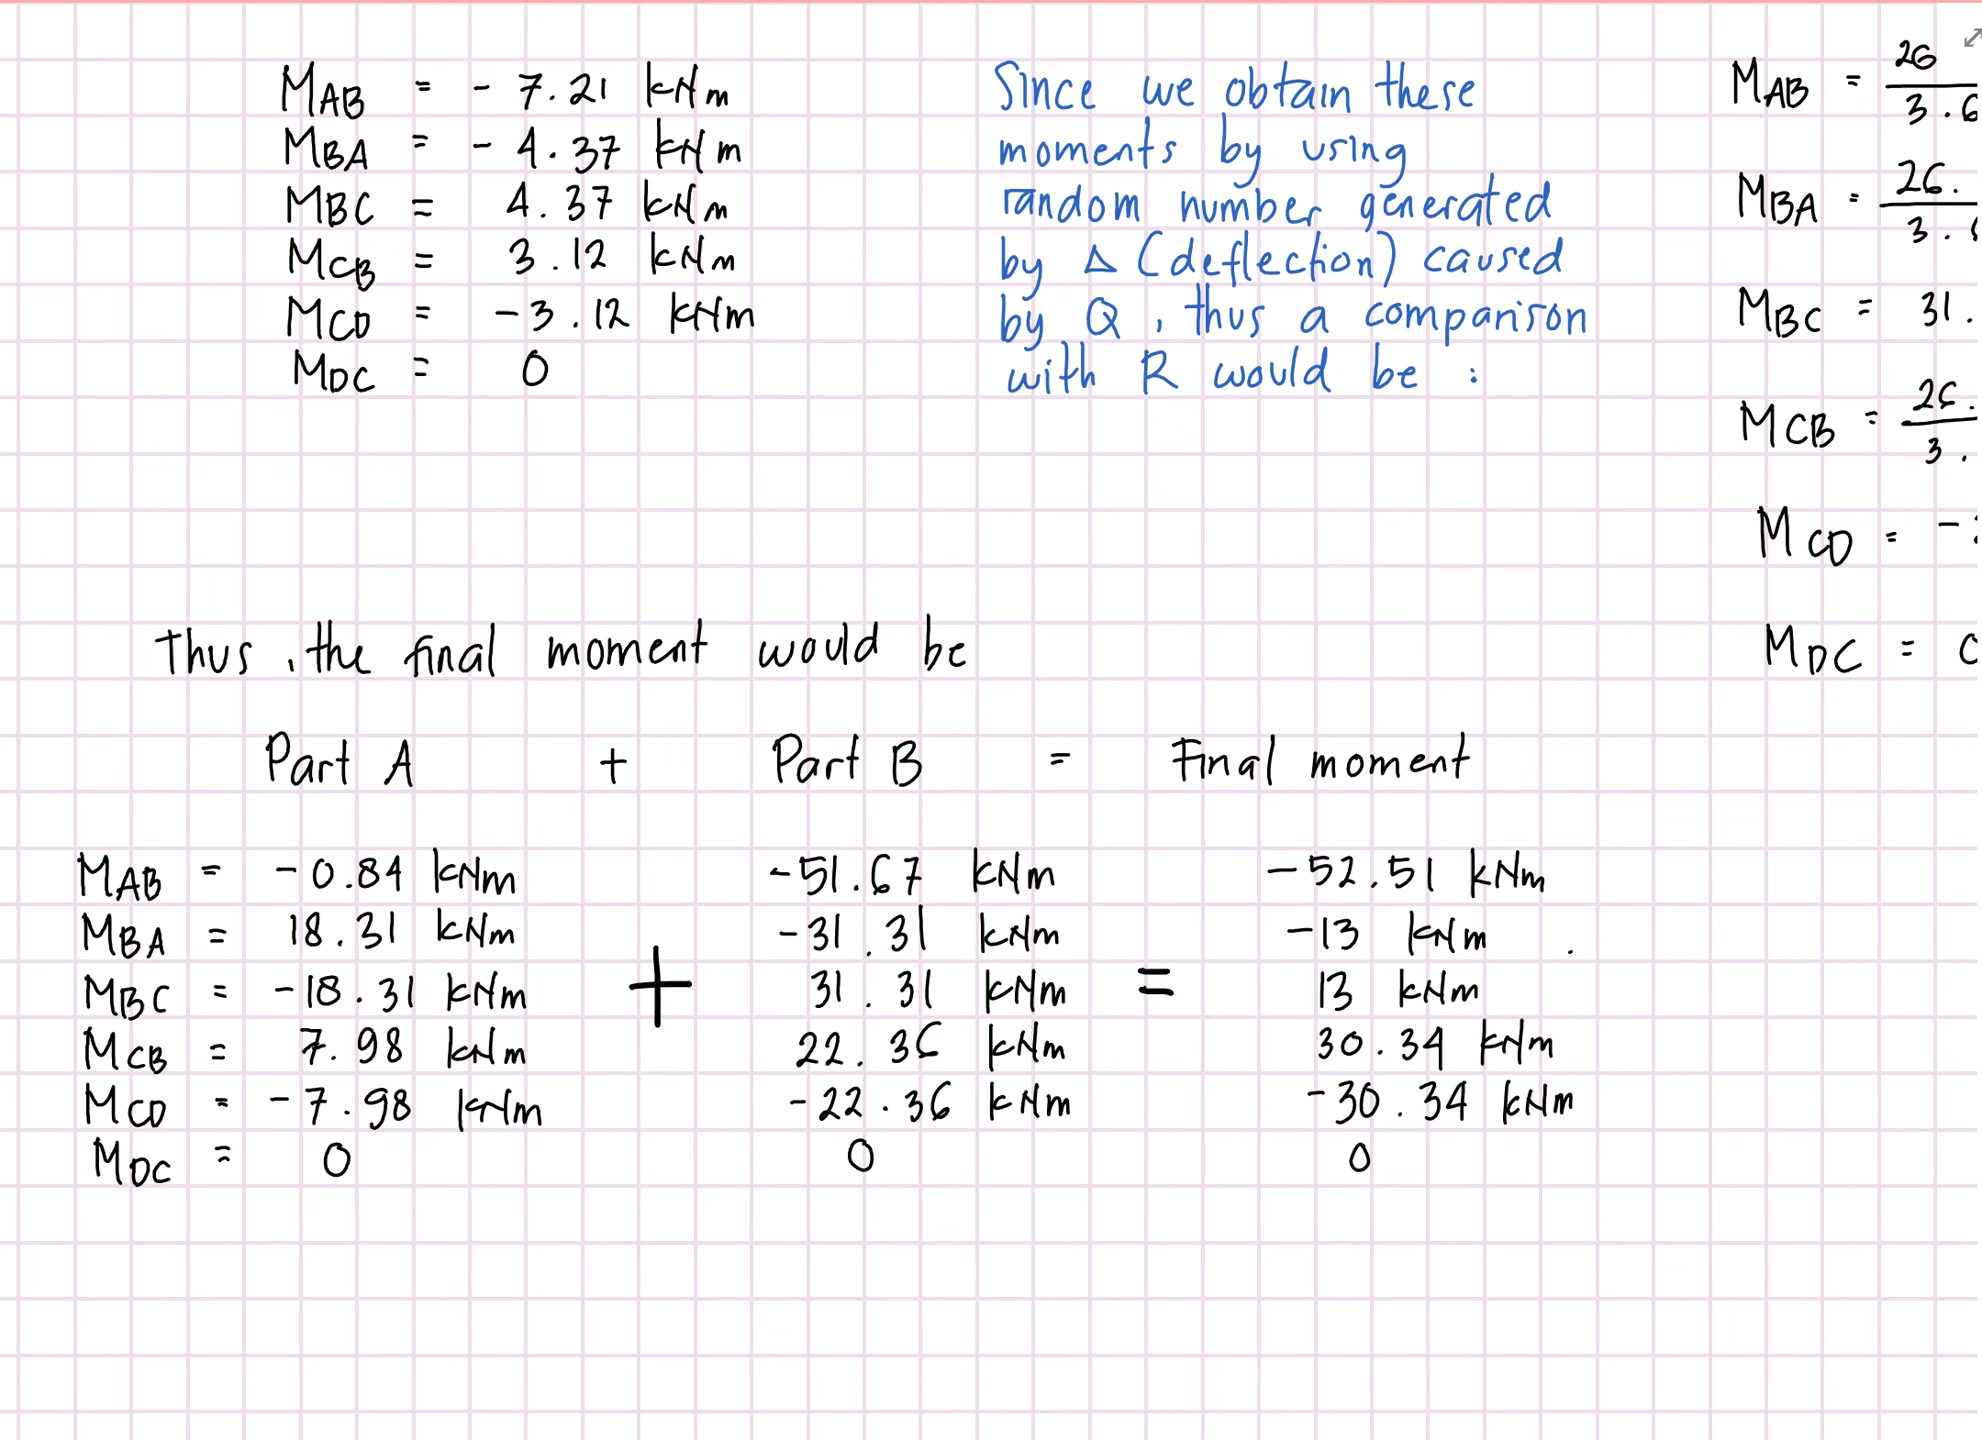 MAB = - 7.21 kNm
MBA = - 4.37 kNm
MBC = 4.37 kNm
MCB = 3.12 kNm
MCD = -3.12 kNm
MDC = 0
Since we obtain these
moments by using
random number generated
by Δ (deflection) caused
by Q , thus a comparison
with R would be :
MAB = 26 / 3.6
MBA = 26. / 3.
MBC = 31.
MCB = 26. / 3.
MCD = -
MDC =
Thus , the final moment would be
Part A + Part B = Final moment
MAB = -0.84 kNm -51.67 kNm -52.51 kNm
MBA = 18.31 kNm -31.31 kNm -13 kNm .
MBC = -18.31 kNm + 31.31 kNm = 13 kNm
MCB = 7.98 kNm 22.36 kNm 30.34 kNm
MCD = -7.98 kNm -22.36 kNm -30.34 kNm
MDC = 0 0 0